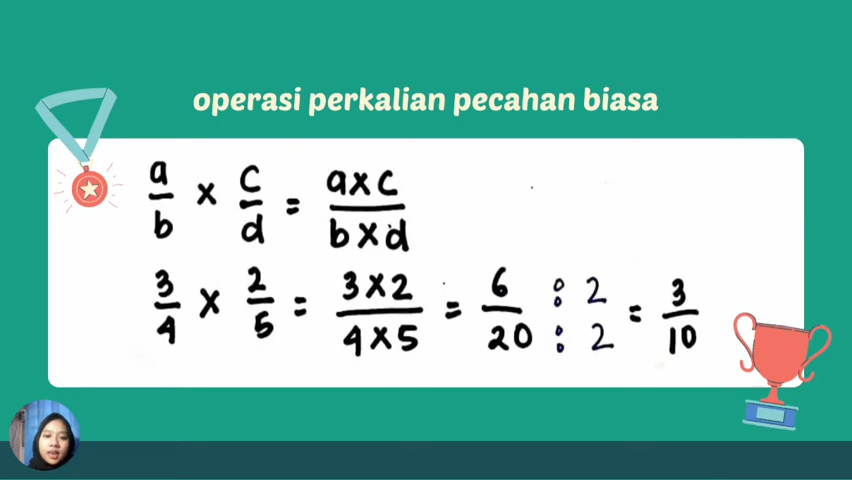 operasi perkalian pecahan biasa
a/b × c/d = a×c/b×d
3/4 × 2/5 = 3×2/4×5 = 6/20 : 2/: 2 = 3/10